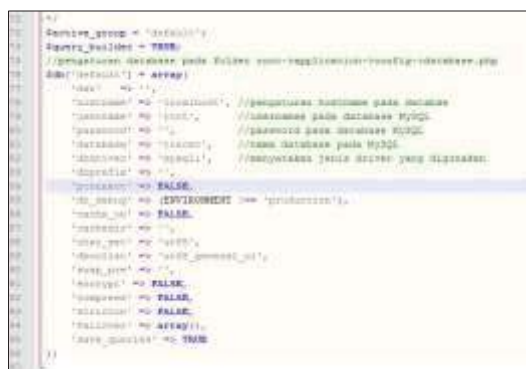 */
$active_group = 'default';
$query_builder = TRUE;
//pengaturan database pada folder application config database.php
$db['default'] = array(
'dsn' => '',
'hostname' => 'localhost', //pengaturan hostname pada database
'username' => 'root', //username pada database MySQL
'password' => '', //password pada database MySQL
'database' => //nama database pada MySQL
'dbdriver' => 'mysqli', //menyatakan jenis driver yang digunakan
'dbprefix' => '',
'pconnect' => FALSE,
'db_debug' => (ENVIRONMENT !== 'production'),
'cache_on' => FALSE,
'cachedir' => '',
'char_set' => 'utf8',
'dbcollat' => 'utf8_general_ci',
'swap_pre' => '',
'encrypt' => FALSE,
'compress' => FALSE,
'stricton' => FALSE,
'failover' => array(),
'save_queries' => TRUE
);